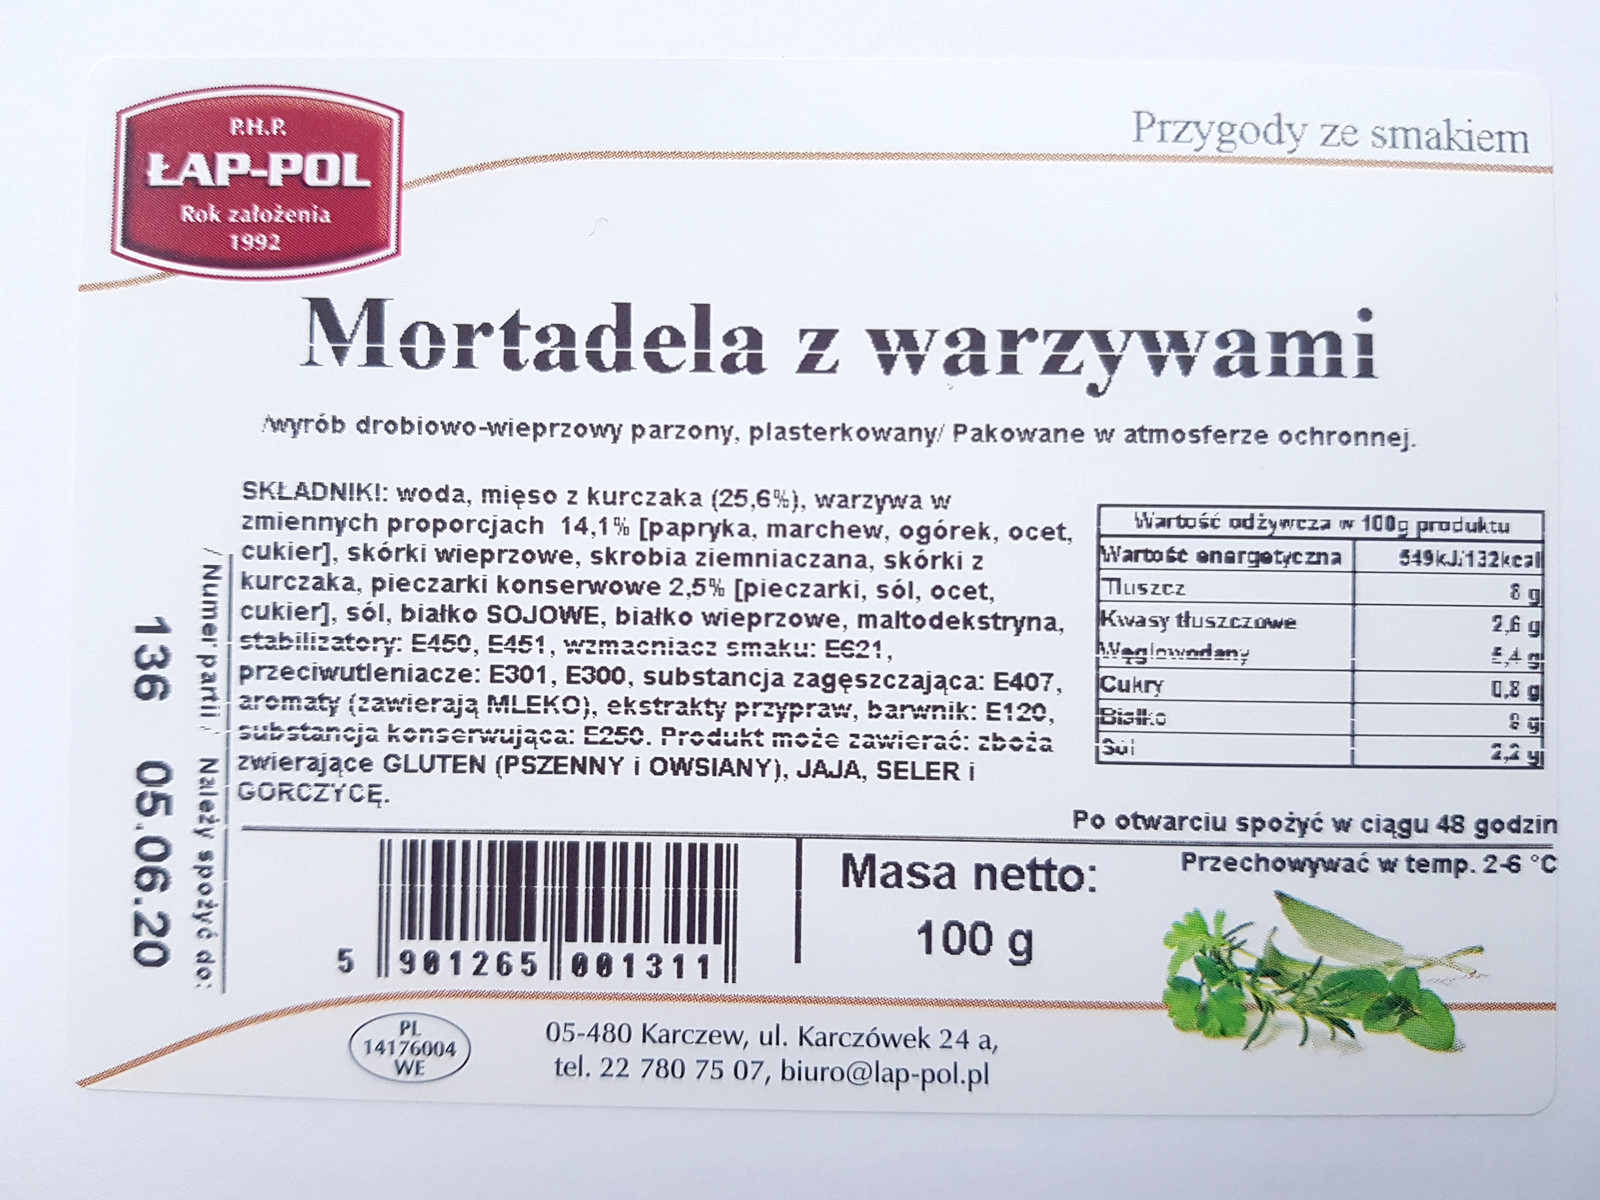 P.H.P.
ŁAP-POL
Rok założenia
1992
Przygody ze smakiem
Mortadela z warzywami
/wyrób drobiowo-wieprzowy parzony, plasterkowany/ Pakowane w atmosferze ochronnej.
SKŁADNIKI: woda, mięso z kurczaka (25,6%), warzywa w
zmiennych proporcjach 14,1% [papryka, marchew, ogórek, ocet,
cukier], skórki wieprzowe, skrobia ziemniaczana, skórki z
kurczaka, pieczarki konserwowe 2,5% [pieczarki, sól, ocet,
cukier], sól, białko SOJOWE, białko wieprzowe, maltodekstryna,
stabilizatory: E450, E451, wzmacniacz smaku: E621,
przeciwutleniacze: E301, E300, substancja zagęszczająca: E407,
aromaty (zawierają MLEKO), ekstrakty przypraw, barwnik: E120,
substancja konserwująca: E250. Produkt może zawierać: zboża
zwierające GLUTEN (PSZENNY i OWSIANY), JAJA, SELER i
GORCZYCĘ.
Wartość odżywcza w 100g produktu
Wartość energetyczna 549kJ/132kcal
Tłuszcz 8 g
Kwasy tłuszczowe 2,6 g
Węglowodany 5,4 g
Cukry 0,8 g
Białko g
Sól 2,2 g
Po otwarciu spożyć w ciągu 48 godzin
Przechowywać w temp. 2-6 °C
/Numer partii/ Należy spożyć do:
136 05.06.20
5 901265 001311
Masa netto:
100 g
PL
14176004
WE
05-480 Karczew, ul. Karczówek 24 a,
tel. 22 780 75 07, biuro@lap-pol.pl